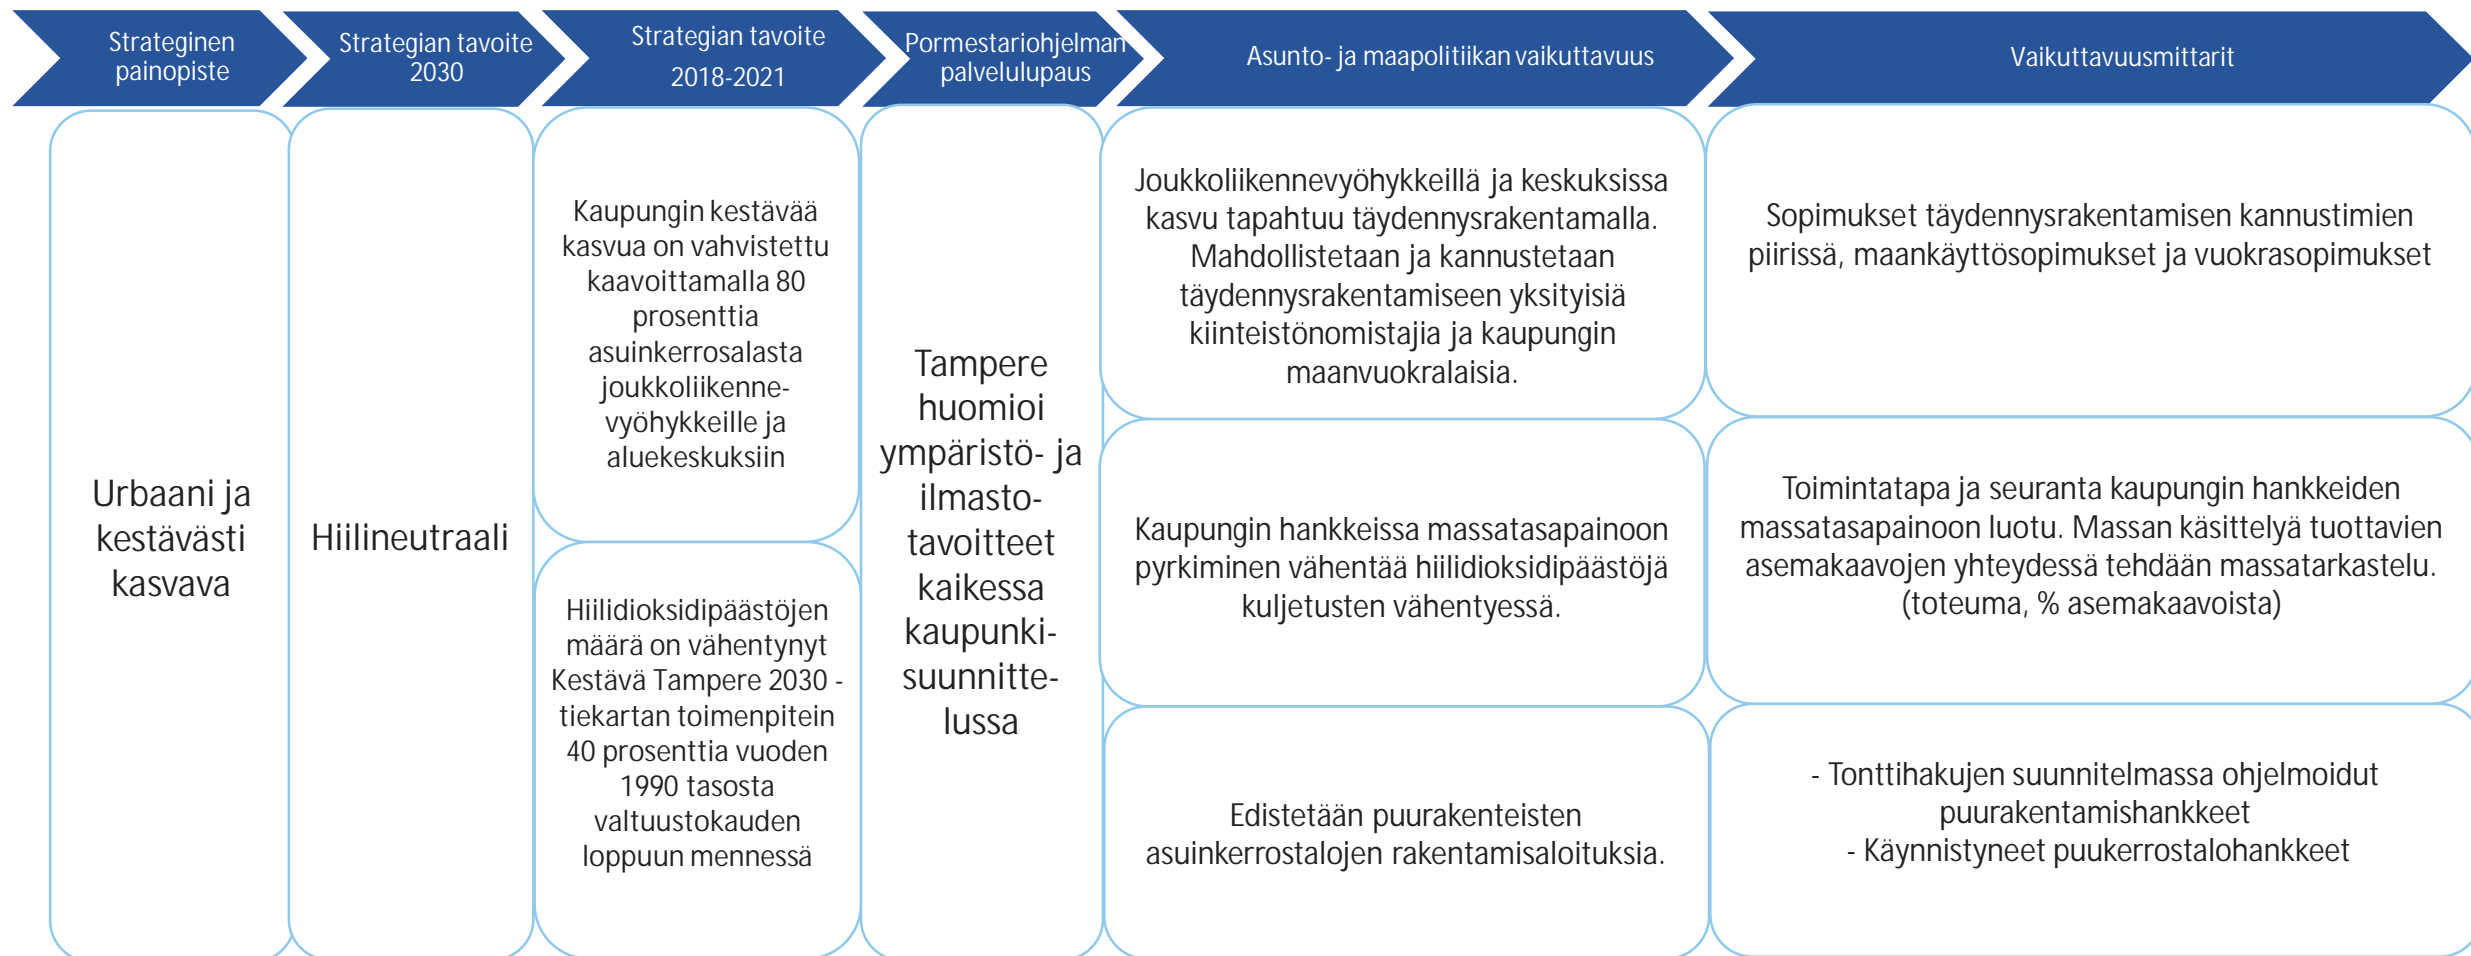 Strateginen
painopiste
Strategian tavoite
2030
Strategian tavoite
2018-2021
Pormestariohjelman
palvelulupaus
Asunto- ja maapolitiikan vaikuttavuus
Vaikuttavuusmittarit
Urbaani ja
kestävästi
kasvava
Hiilineutraali
Kaupungin kestävää
kasvua on vahvistettu
kaavoittamalla 80
prosenttia
asuinkerrosalasta
joukkoliikenne-
vyöhykkeille ja
aluekeskuksiin
Hiilidioksidipäästöjen
määrä on vähentynyt
Kestävä Tampere 2030 -
tiekartan toimenpitein
40 prosenttia vuoden
1990 tasosta
valtuustokauden
loppuun mennessä
Tampere
huomioi
ympäristö- ja
ilmasto-
tavoitteet
kaikessa
kaupunki-
suunnitte-
lussa
Joukkoliikennevyöhykkeillä ja keskuksissa
kasvu tapahtuu täydennysrakentamalla.
Mahdollistetaan ja kannustetaan
täydennysrakentamiseen yksityisiä
kiinteistönomistajia ja kaupungin
maanvuokralaisia.
Kaupungin hankkeissa massatasapainoon
pyrkiminen vähentää hiilidioksidipäästöjä
kuljetusten vähentyessä.
Edistetään puurakenteisten
asuinkerrostalojen rakentamisaloituksia.
Sopimukset täydennysrakentamisen kannustimien
piirissä, maankäyttösopimukset ja vuokrasopimukset
Toimintatapa ja seuranta kaupungin hankkeiden
massatasapainoon luotu. Massan käsittelyä tuottavien
asemakaavojen yhteydessä tehdään massatarkastelu.
(toteuma, % asemakaavoista)
- Tonttihakujen suunnitelmassa ohjelmoidut
puurakentamishankkeet
- Käynnistyneet puukerrostalohankkeet